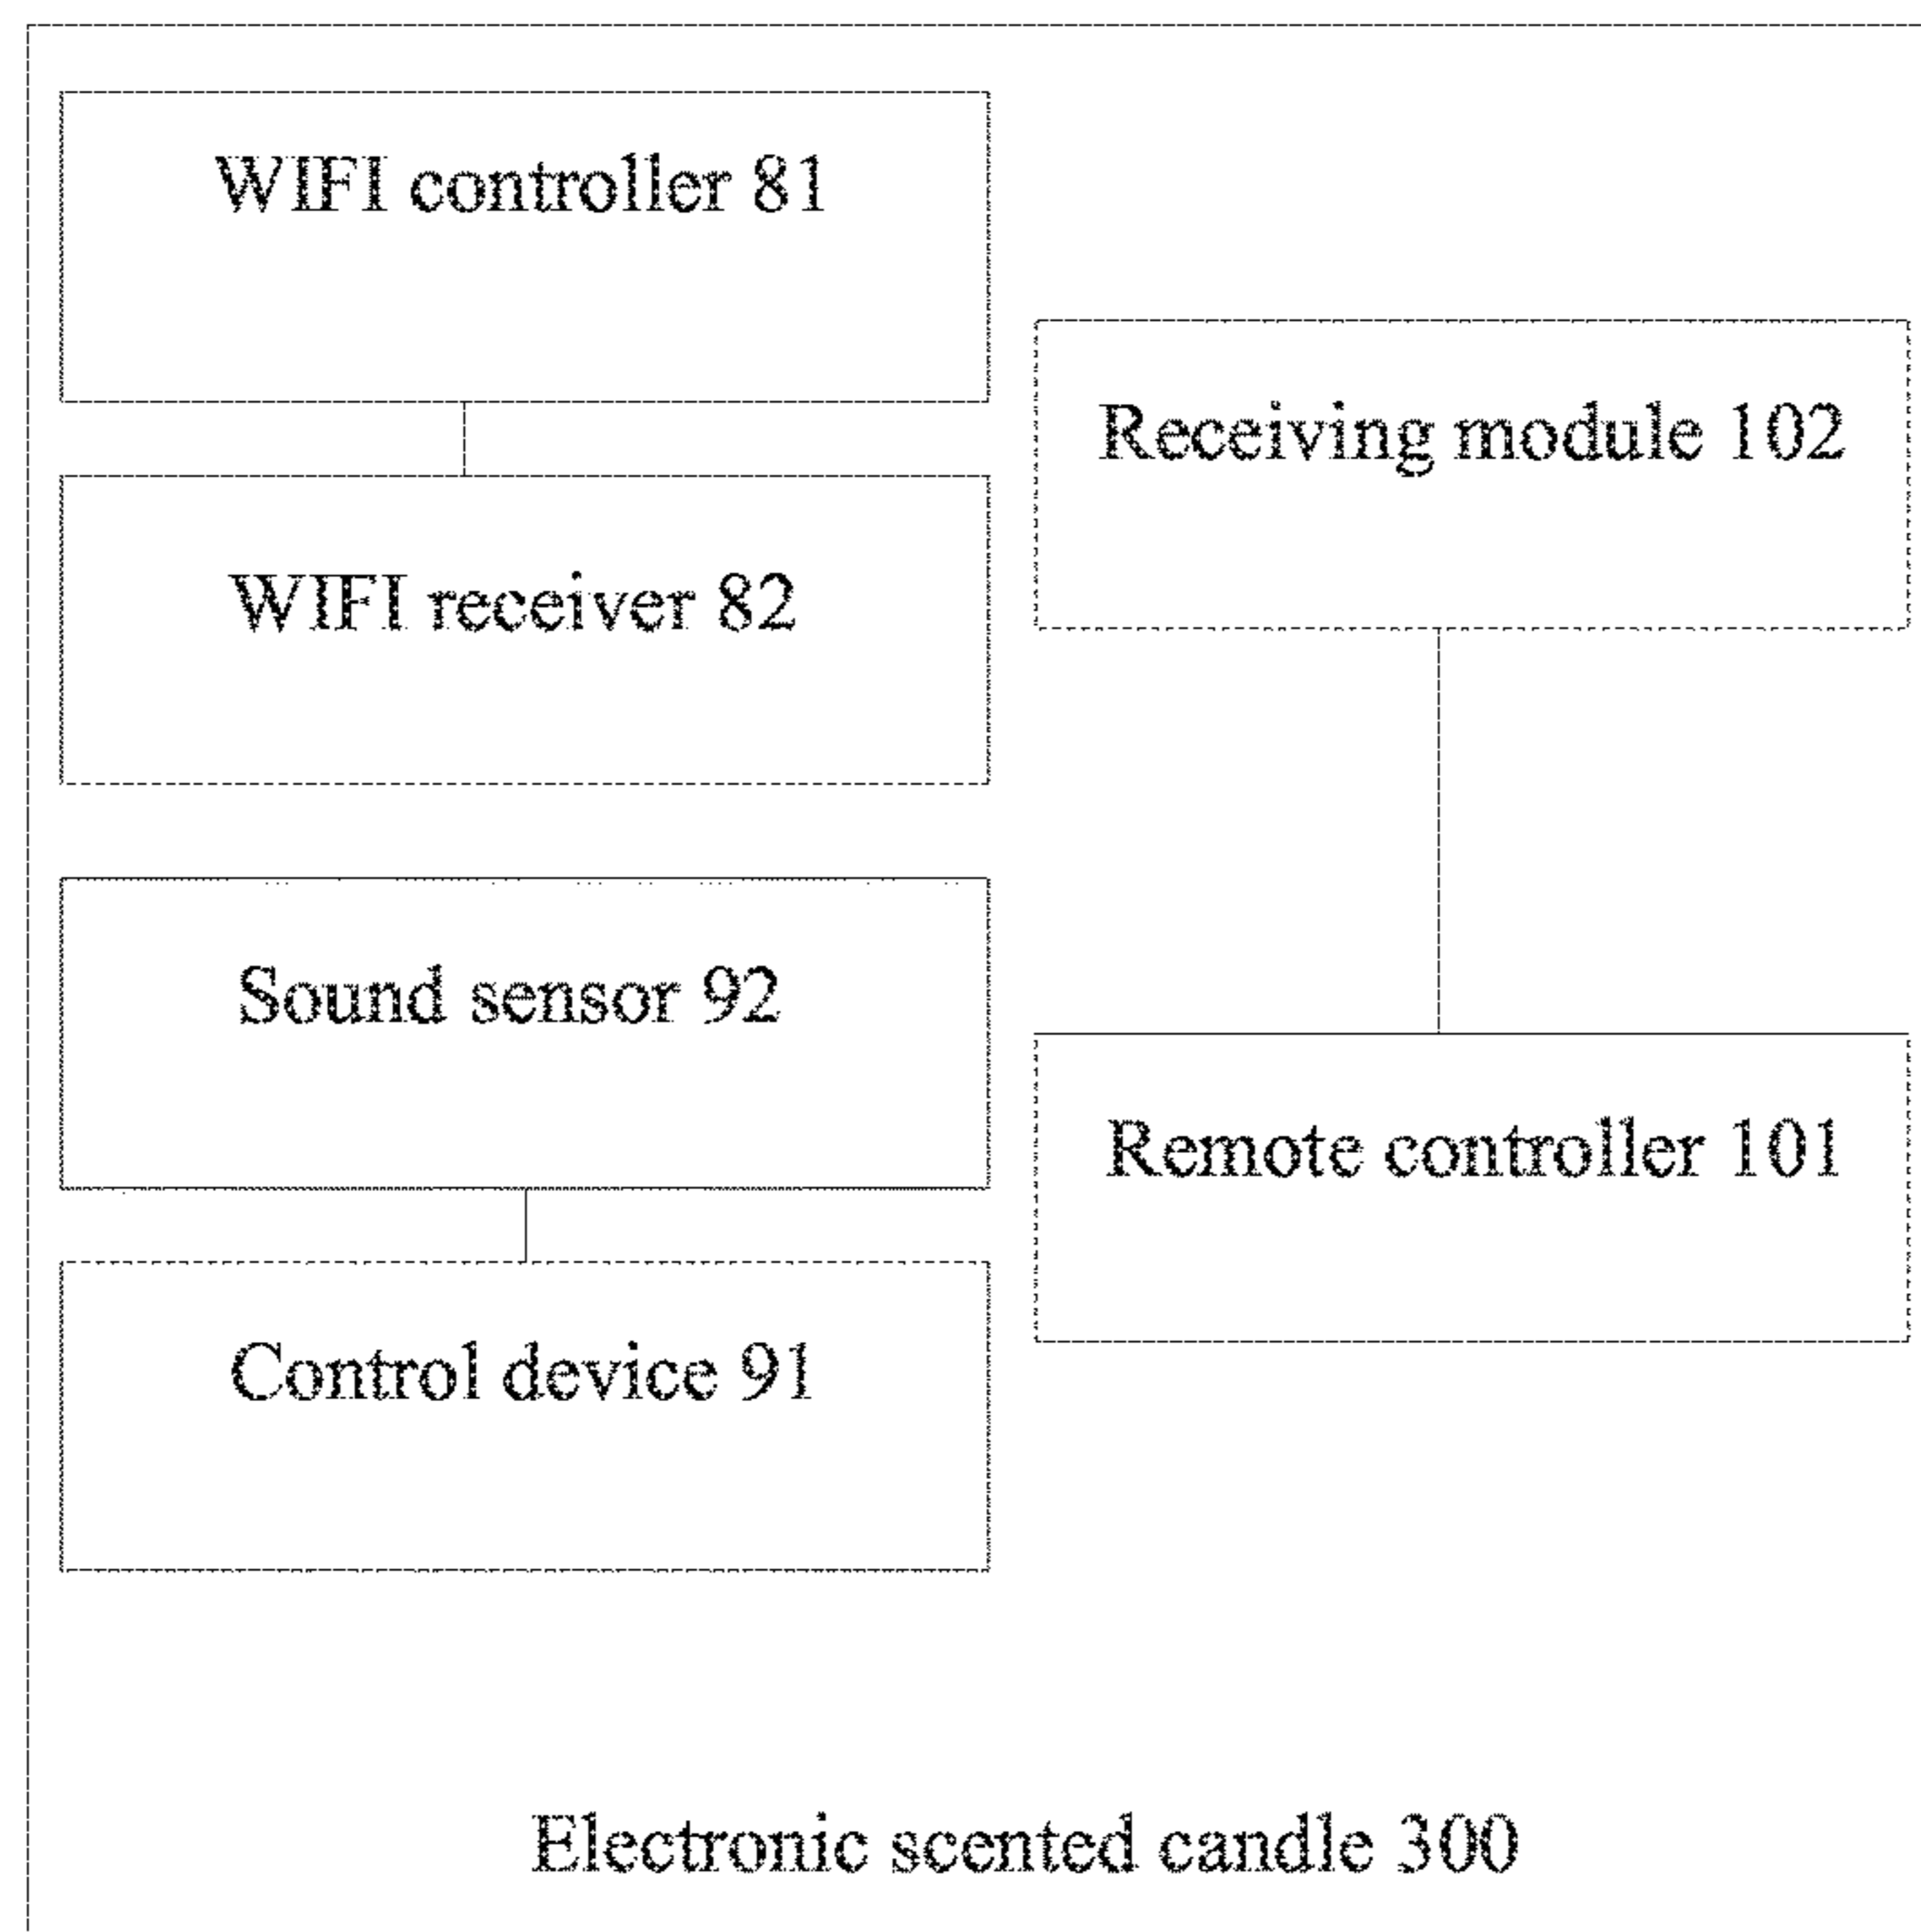 WIFI controller 81
WIFI receiver 82
Sound sensor 92
Control device 91
Receiving module 102
Remote controller 101
Electronic scented candle 300